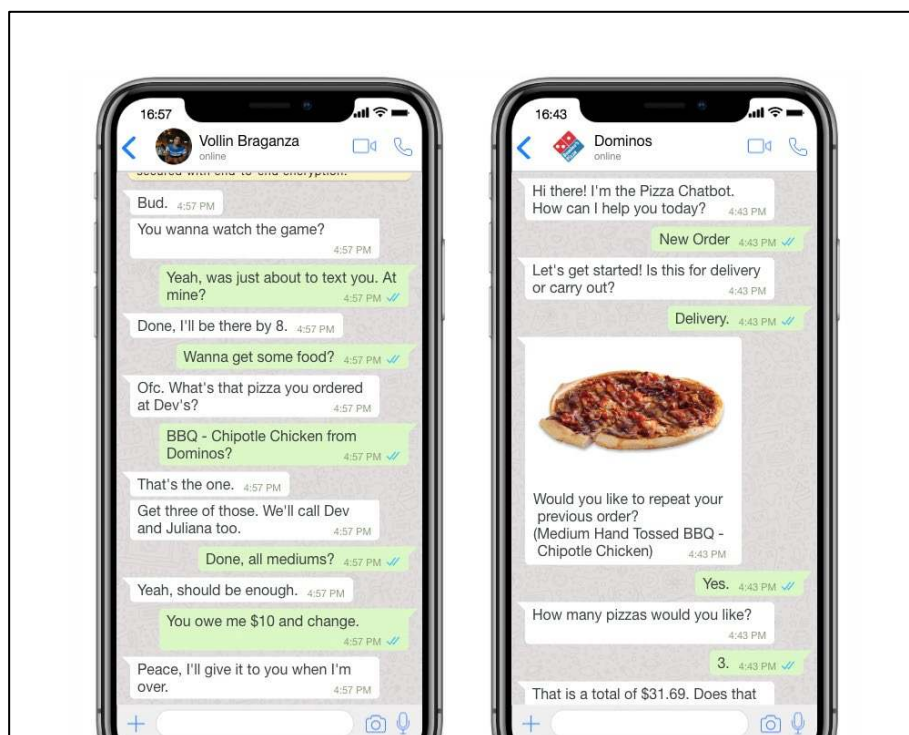 16:57
Vollin Braganza
online
secured with end-to-end encryption.
Bud. 4:57 PM
You wanna watch the game?
4:57 PM
Yeah, was just about to text you. At
mine? 4:57 PM
Done, I'll be there by 8. 4:57 PM
Wanna get some food? 4:57 PM
Ofc. What's that pizza you ordered
at Dev's? 4:57 PM
BBQ - Chipotle Chicken from
Dominos? 4:57 PM
That's the one. 4:57 PM
Get three of those. We'll call Dev
and Juliana too. 4:57 PM
Done, all mediums? 4:57 PM
Yeah, should be enough. 4:57 PM
You owe me $10 and change.
4:57 PM
Peace, I'll give it to you when I'm
over. 4:57 PM
16:43
Dominos
online
Hi there! I'm the Pizza Chatbot.
How can I help you today? 4:43 PM
New Order 4:43 PM
Let's get started! Is this for delivery
or carry out? 4:43 PM
Delivery. 4:43 PM
Would you like to repeat your
previous order?
(Medium Hand Tossed BBQ -
Chipotle Chicken) 4:43 PM
Yes. 4:43 PM
How many pizzas would you like?
4:43 PM
3. 4:43 PM
That is a total of $31.69. Does that